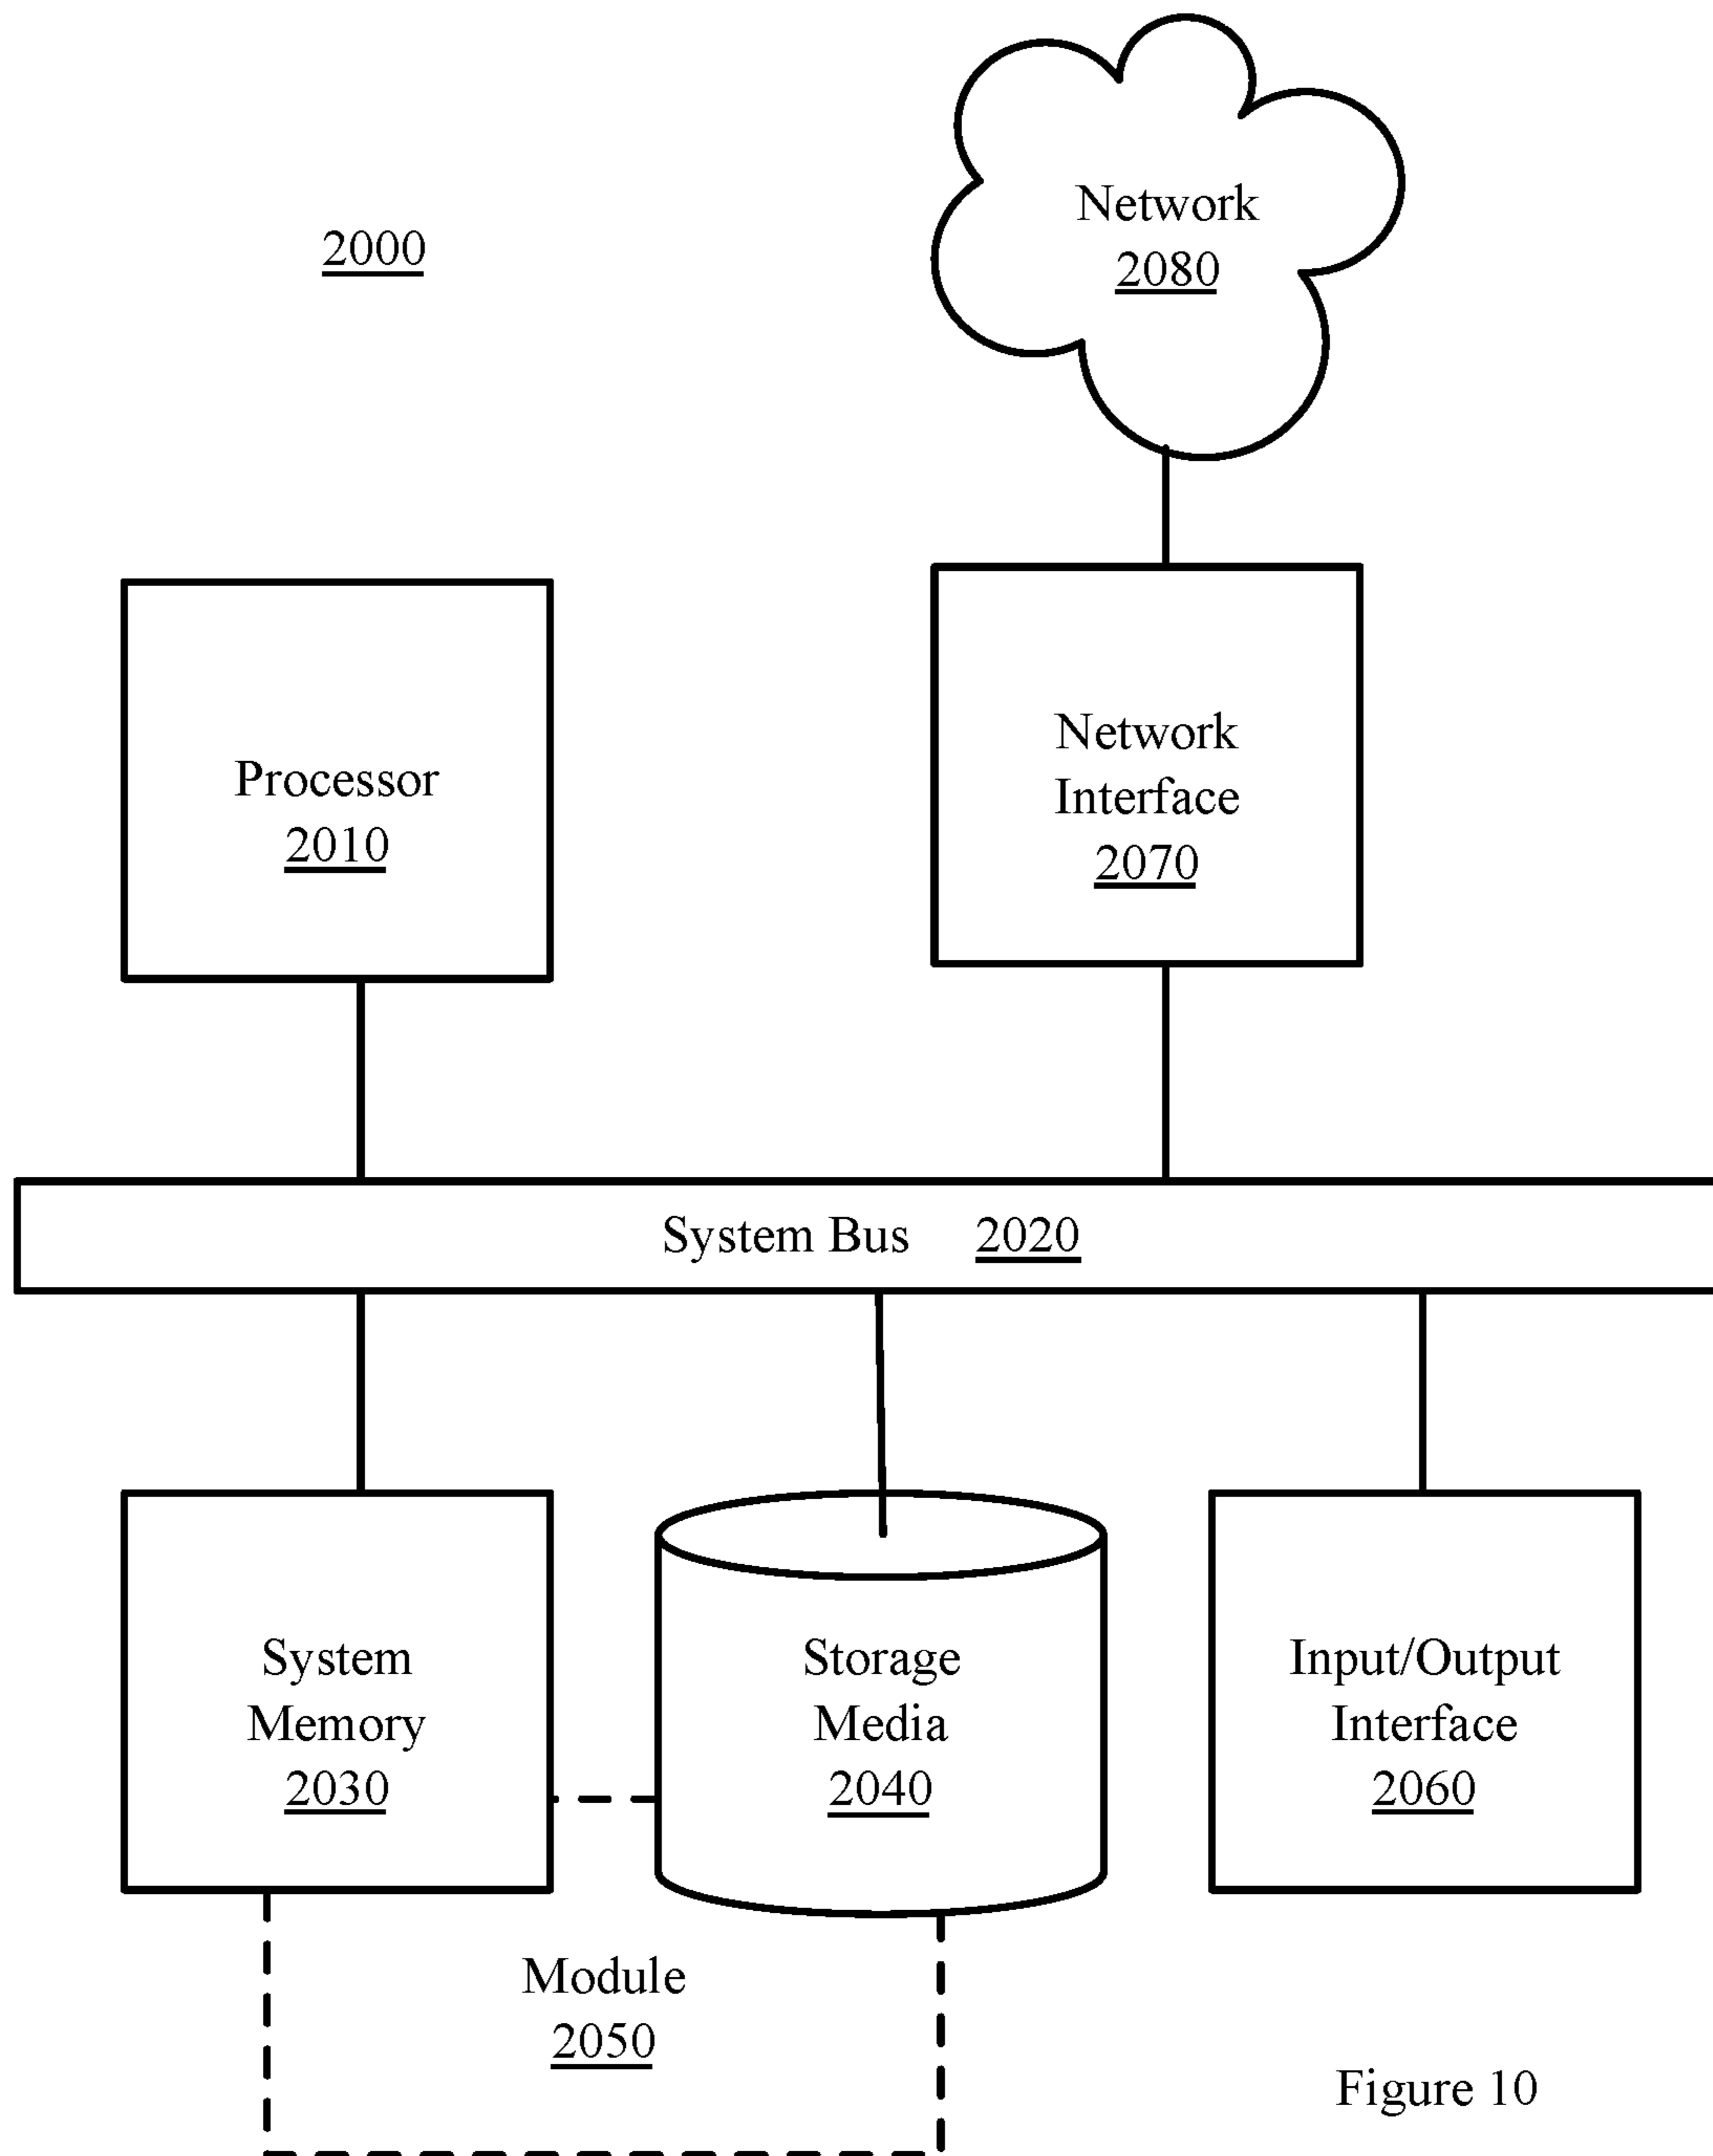 Network
2080
2000
Network
Interface
2070
Processor
2010
System Bus 2020
System
Memory
2030
Storage
Media
2040
Input/Output
Interface
2060
Module
2050
Figure 10